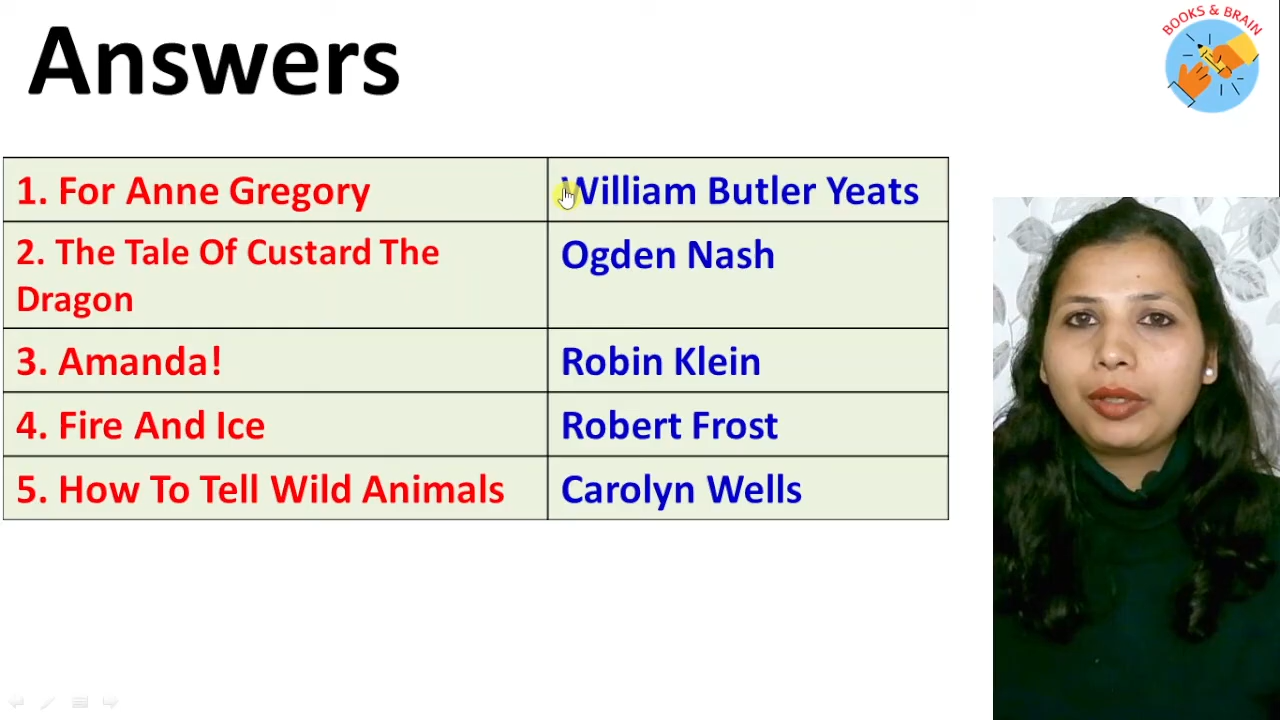 Answers
BOOKS & BRAIN
1. For Anne Gregory
William Butler Yeats
2. The Tale Of Custard The
Dragon
Ogden Nash
3. Amanda!
Robin Klein
4. Fire And Ice
Robert Frost
5. How To Tell Wild Animals
Carolyn Wells